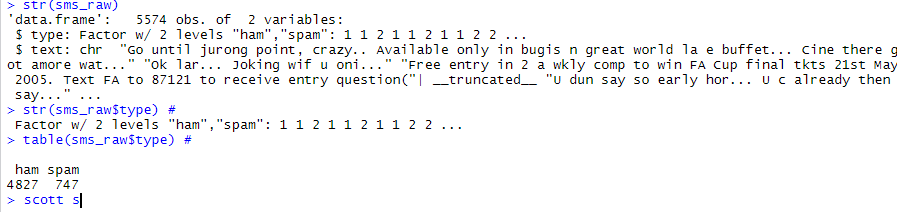 > str(sms_raw)
'data.frame':   5574 obs. of  2 variables:
 $ type: Factor w/ 2 levels "ham","spam": 1 1 2 1 1 2 1 1 2 2 ...
 $ text: chr  "Go until jurong point, crazy.. Available only in bugis n great world la e buffet... Cine there g
ot amore wat..." "Ok lar... Joking wif u oni..." "Free entry in 2 a wkly comp to win FA Cup final tkts 21st May
 2005. Text FA to 87121 to receive entry question("| __truncated__ "U dun say so early hor... U c already then
 say..." ...
> str(sms_raw$type) #
 Factor w/ 2 levels "ham","spam": 1 1 2 1 1 2 1 1 2 2 ...
> table(sms_raw$type) #
 ham spam
4827  747
> scott s